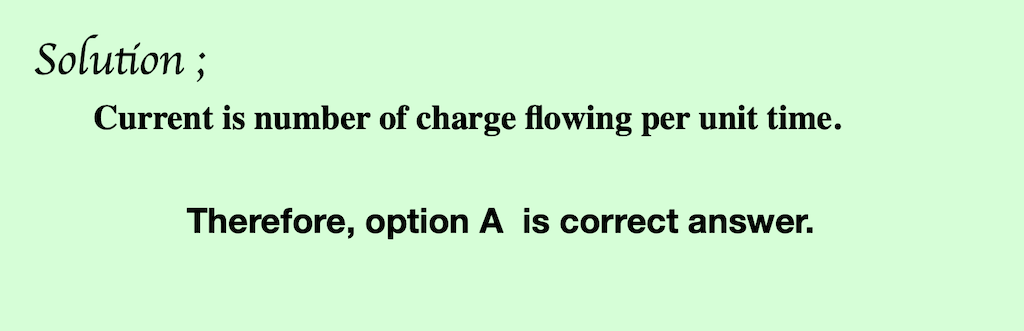 Solution ;
Current is number of charge flowing per unit time.
Therefore, option A is correct answer.